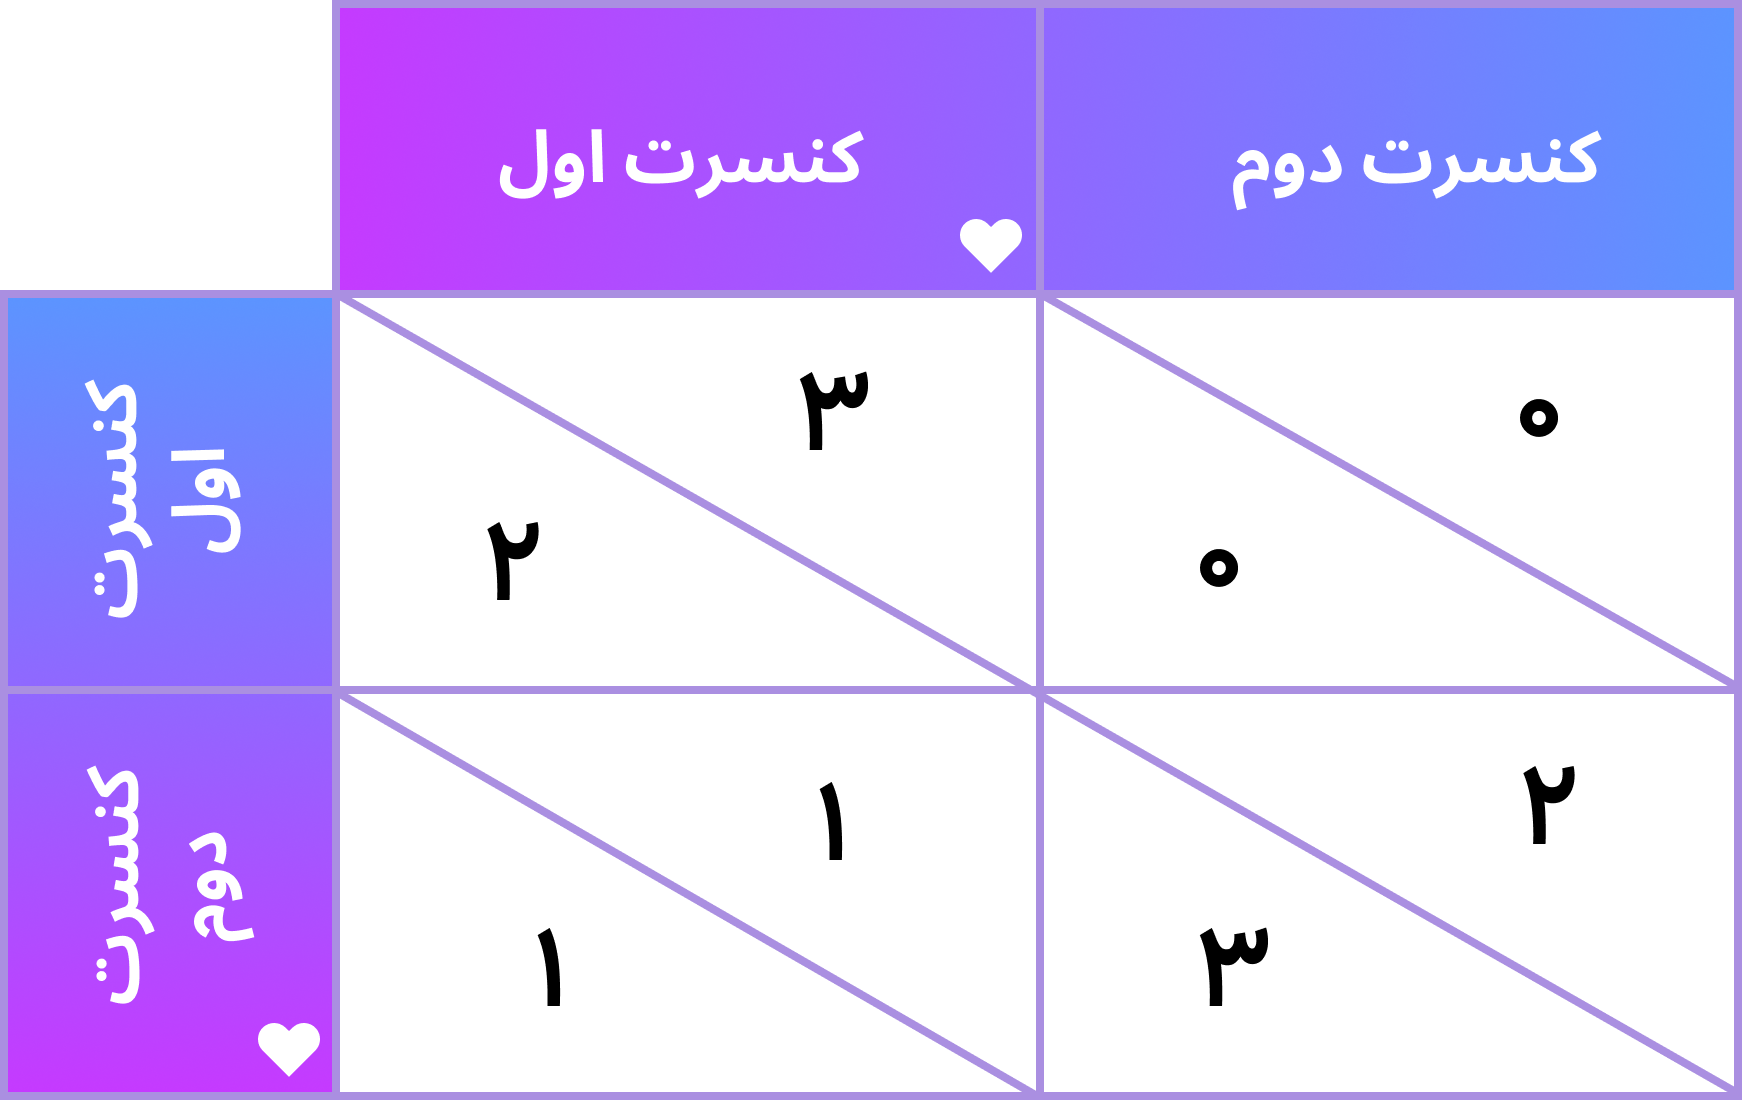 کنسرت اول
کنسرت دوم
کنسرت
اول
۳
۲
۰
۰
کنسرت
دوم
۱
۱
۲
۳